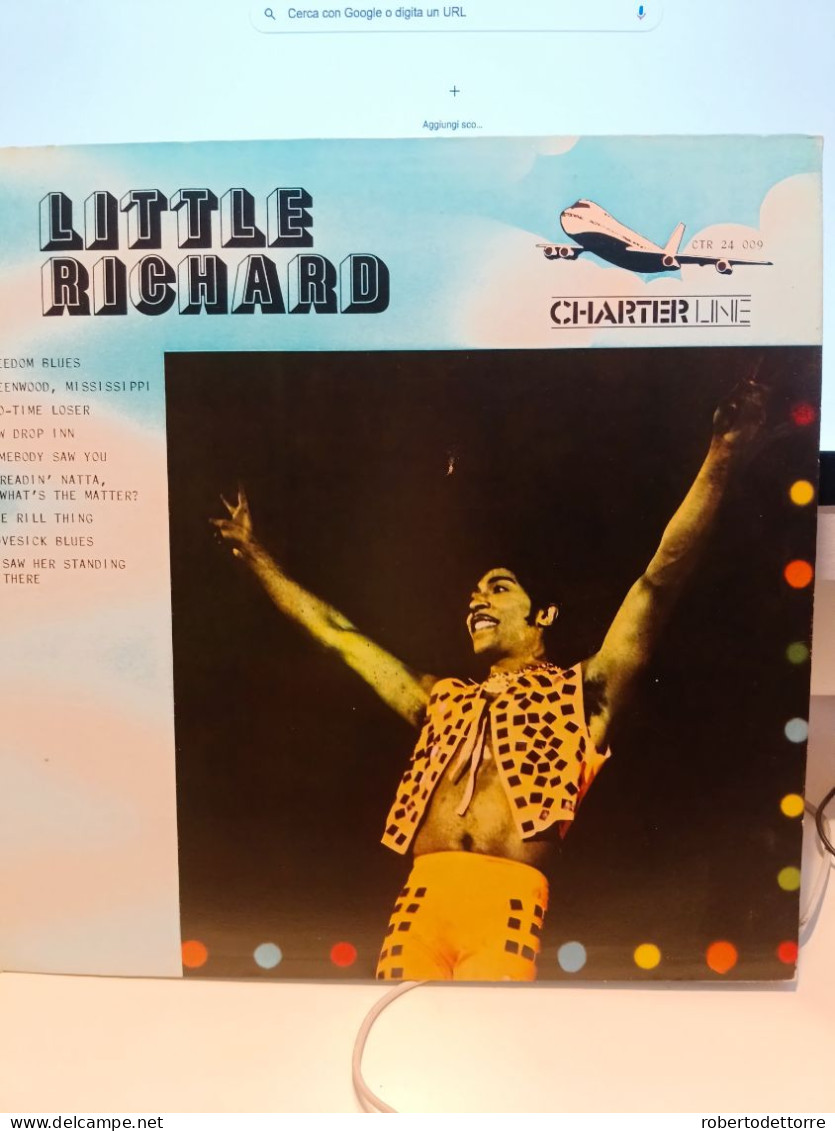 Cerca con Google o digita un URL
Aggiungi sco...
LITTLE
RICHARD
CTR 24 009
CHARTER LINE
EEDOM BLUES
EENWOOD, MISSISSIPPI
O-TIME LOSER
W DROP INN
MEBODY SAW YOU
READIN' NATTA,
WHAT'S THE MATTER?
E RILL THING
VESICK BLUES
SAW HER STANDING
THERE
www.delcampe.net
robertodettorre